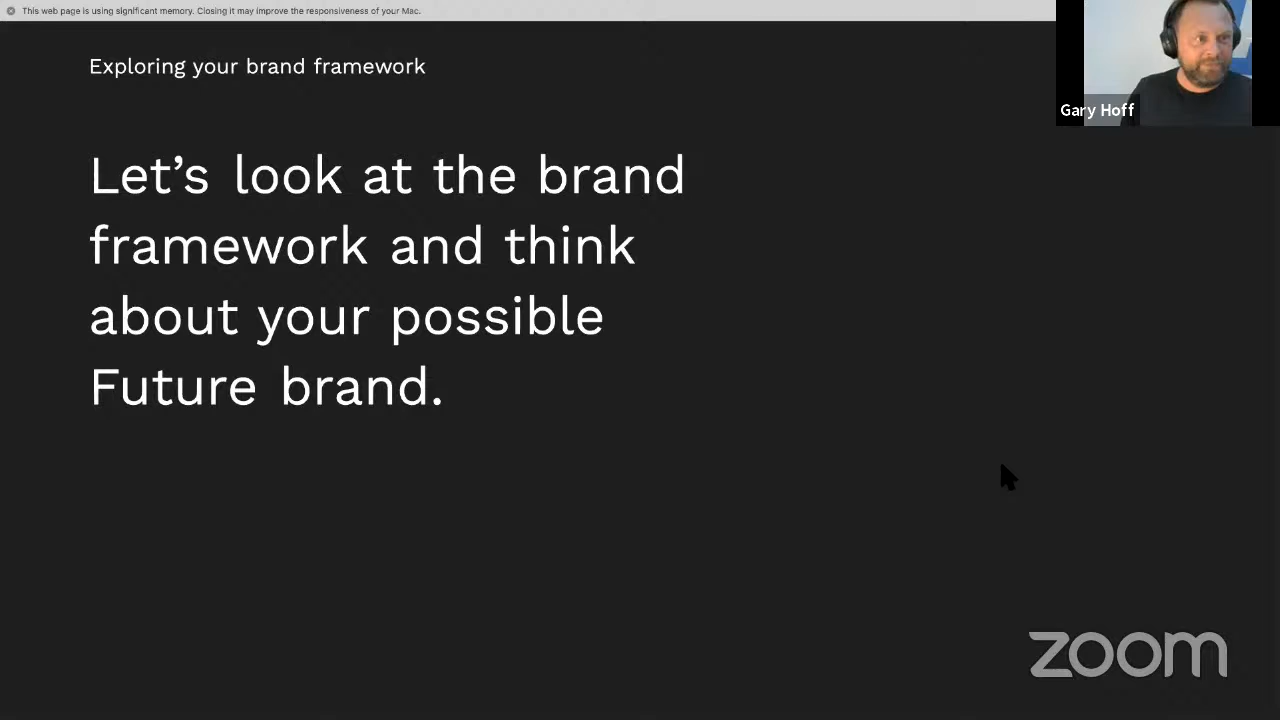 This web page is using significant memory. Closing it may improve the responsiveness of your Mac.
Exploring your brand framework
Gary Hoff
Let’s look at the brand
framework and think
about your possible
Future brand.
zoom